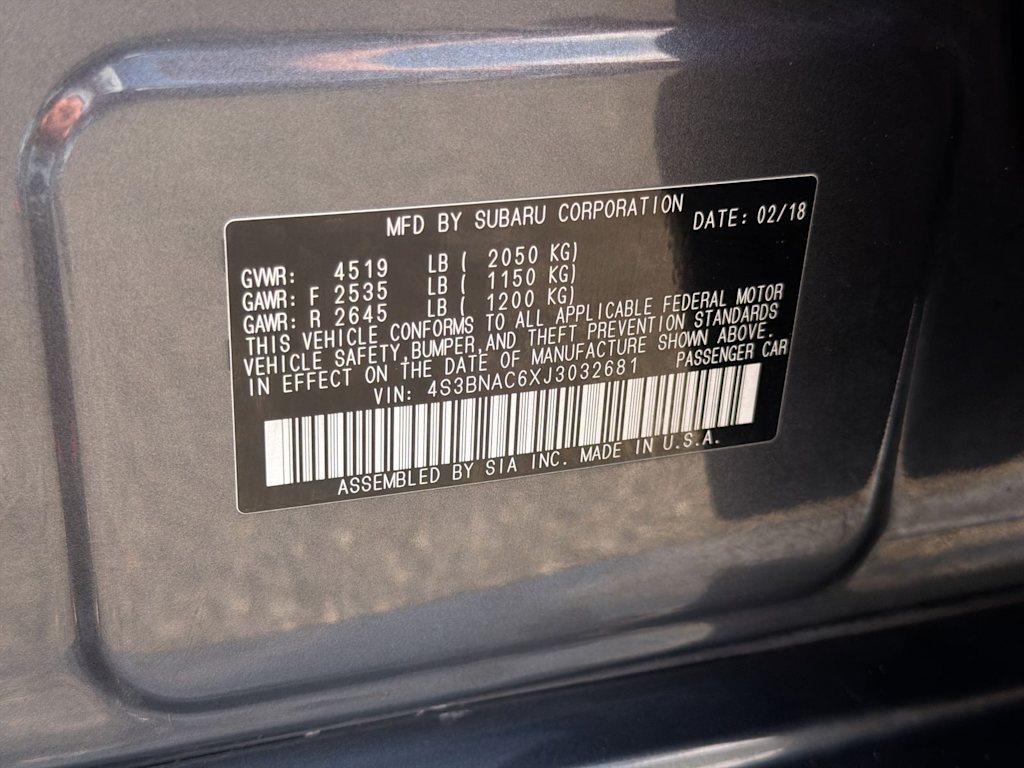 MFD BY SUBARU CORPORATION DATE: 02/18
GVWR: 4519 LB ( 2050 KG)
GAWR: F 2535 LB ( 1150 KG)
GAWR: R 2645 LB ( 1200 KG)
THIS VEHICLE CONFORMS TO ALL APPLICABLE FEDERAL MOTOR
VEHICLE SAFETY,BUMPER,AND THEFT PREVENTION STANDARDS
IN EFFECT ON THE DATE OF MANUFACTURE SHOWN ABOVE.
VIN: 4S3BNAC6XJ3032681 PASSENGER CAR
ASSEMBLED BY SIA INC. MADE IN U.S.A.